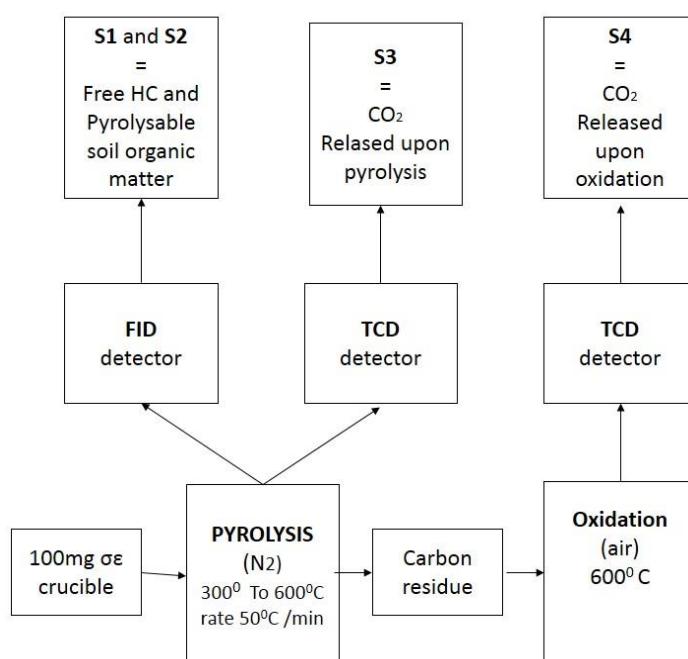 S1 and S2
=
Free HC and
Pyrolysable
soil organic
matter
S3
=
CO₂
Relased upon
pyrolysis
S4
=
CO₂
Released
upon
oxidation
FID
detector
TCD
detector
TCD
detector
100mg σε
crucible
PYROLYSIS
(N2)
300⁰ To 600⁰C
rate 50⁰C /min
Carbon
residue
Oxidation
(air)
600⁰ C